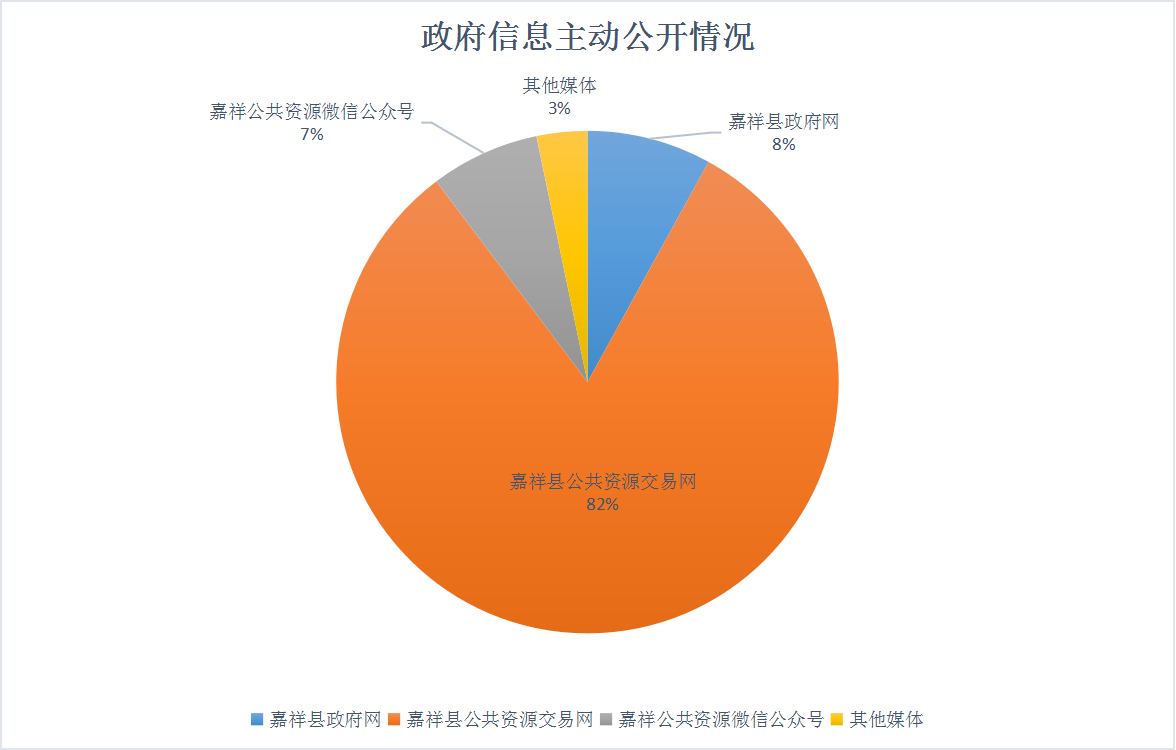 政府信息主动公开情况
其他媒体
3%
嘉祥公共资源微信公众号
7%
嘉祥县政府网
8%
嘉祥县公共资源交易网
82%
嘉祥县政府网 嘉祥县公共资源交易网 嘉祥公共资源微信公众号 其他媒体